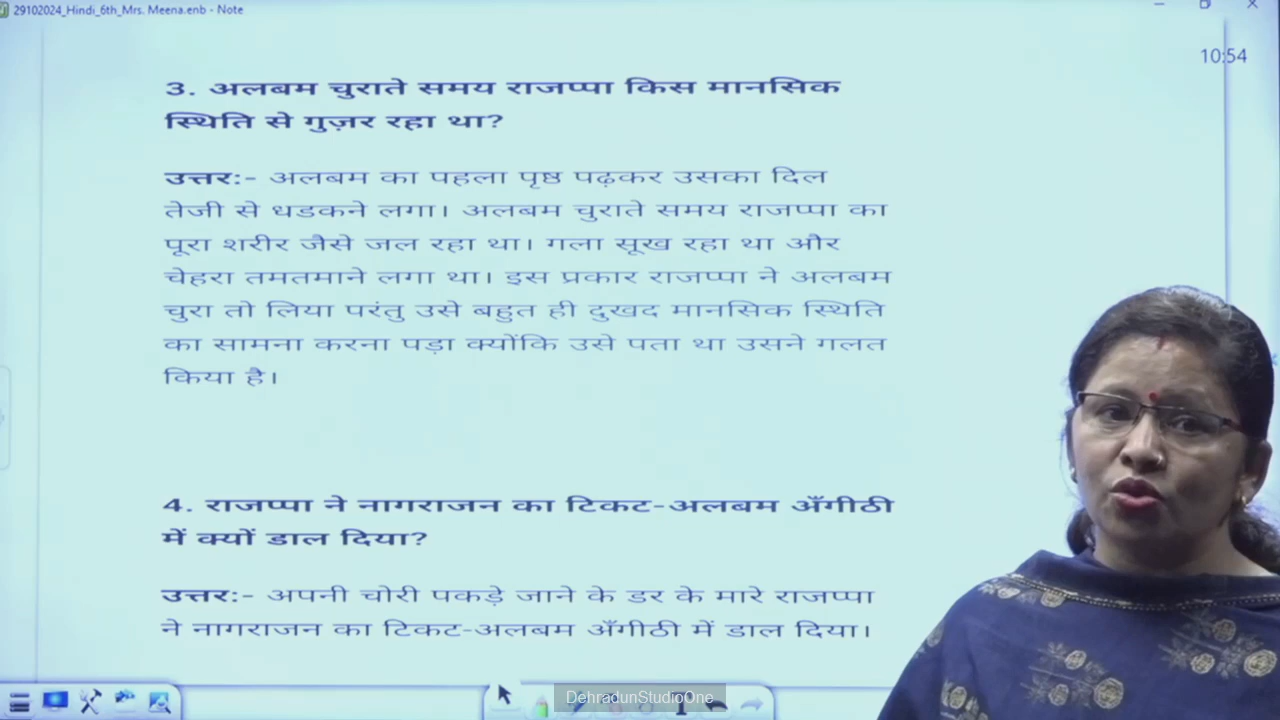 29102024_Hindi_6th_Mrs. Meena.enb - Note
10:54
3. अलबम चुराते समय राजप्पा किस मानसिक
स्थिति से गुज़र रहा था?
उत्तर:- अलबम का पहला पृष्ठ पढ़कर उसका दिल
तेजी से धडकने लगा। अलबम चुराते समय राजप्पा का
पूरा शरीर जैसे जल रहा था। गला सूख रहा था और
चेहरा तमतमाने लगा था। इस प्रकार राजप्पा ने अलबम
चुरा तो लिया परंतु उसे बहुत ही दुखद मानसिक स्थिति
का सामना करना पड़ा क्योंकि उसे पता था उसने गलत
किया है।
4. राजप्पा ने नागराजन का टिकट-अलबम अँगीठी
में क्यों डाल दिया?
उत्तर:- अपनी चोरी पकड़े जाने के डर के मारे राजप्पा
ने नागराजन का टिकट-अलबम अँगीठी में डाल दिया।
DehradunStudioOne